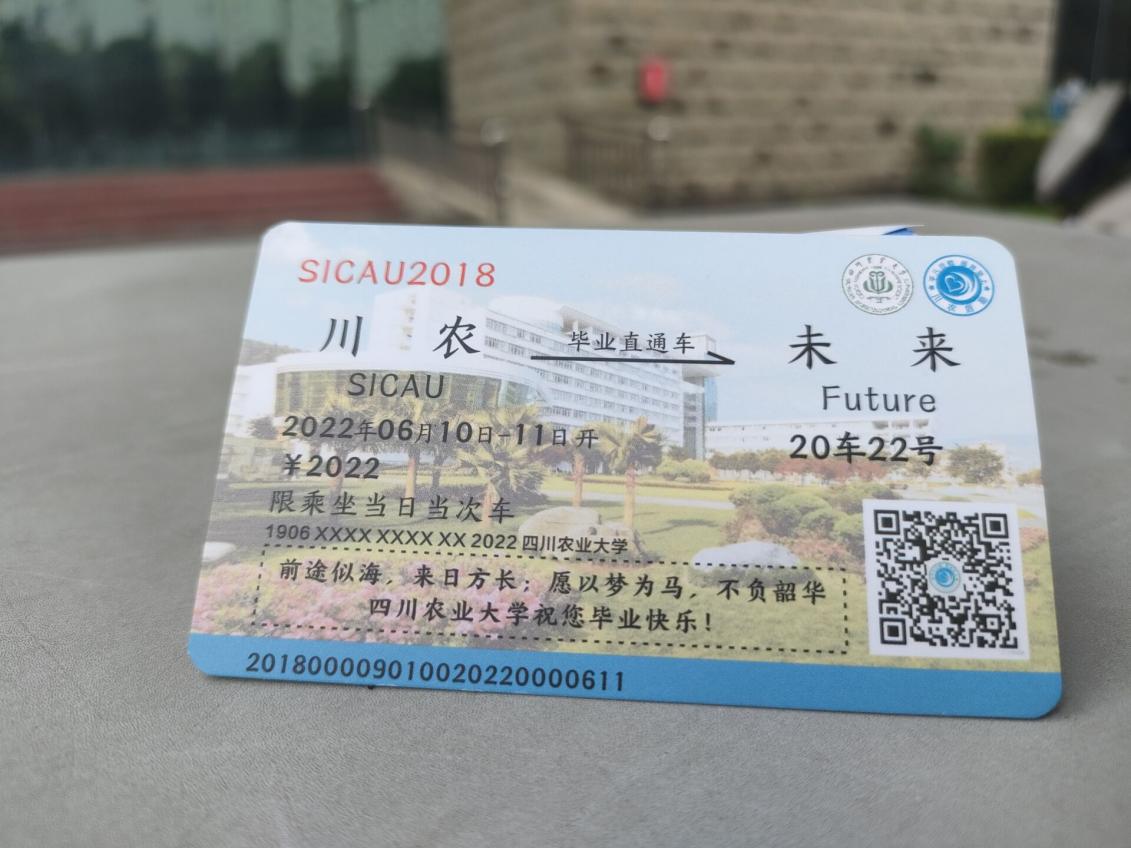 SICAU2018
川农 毕业直通车 未来
SICAU Future
2022年06月10日-11日开 20车22号
¥2022
限乘坐当日当次车
1906 XXXX XXXX XX 2022 四川农业大学
前途似海，来日方长；愿以梦为马，不负韶华
四川农业大学祝您毕业快乐！
201800009010020220000611